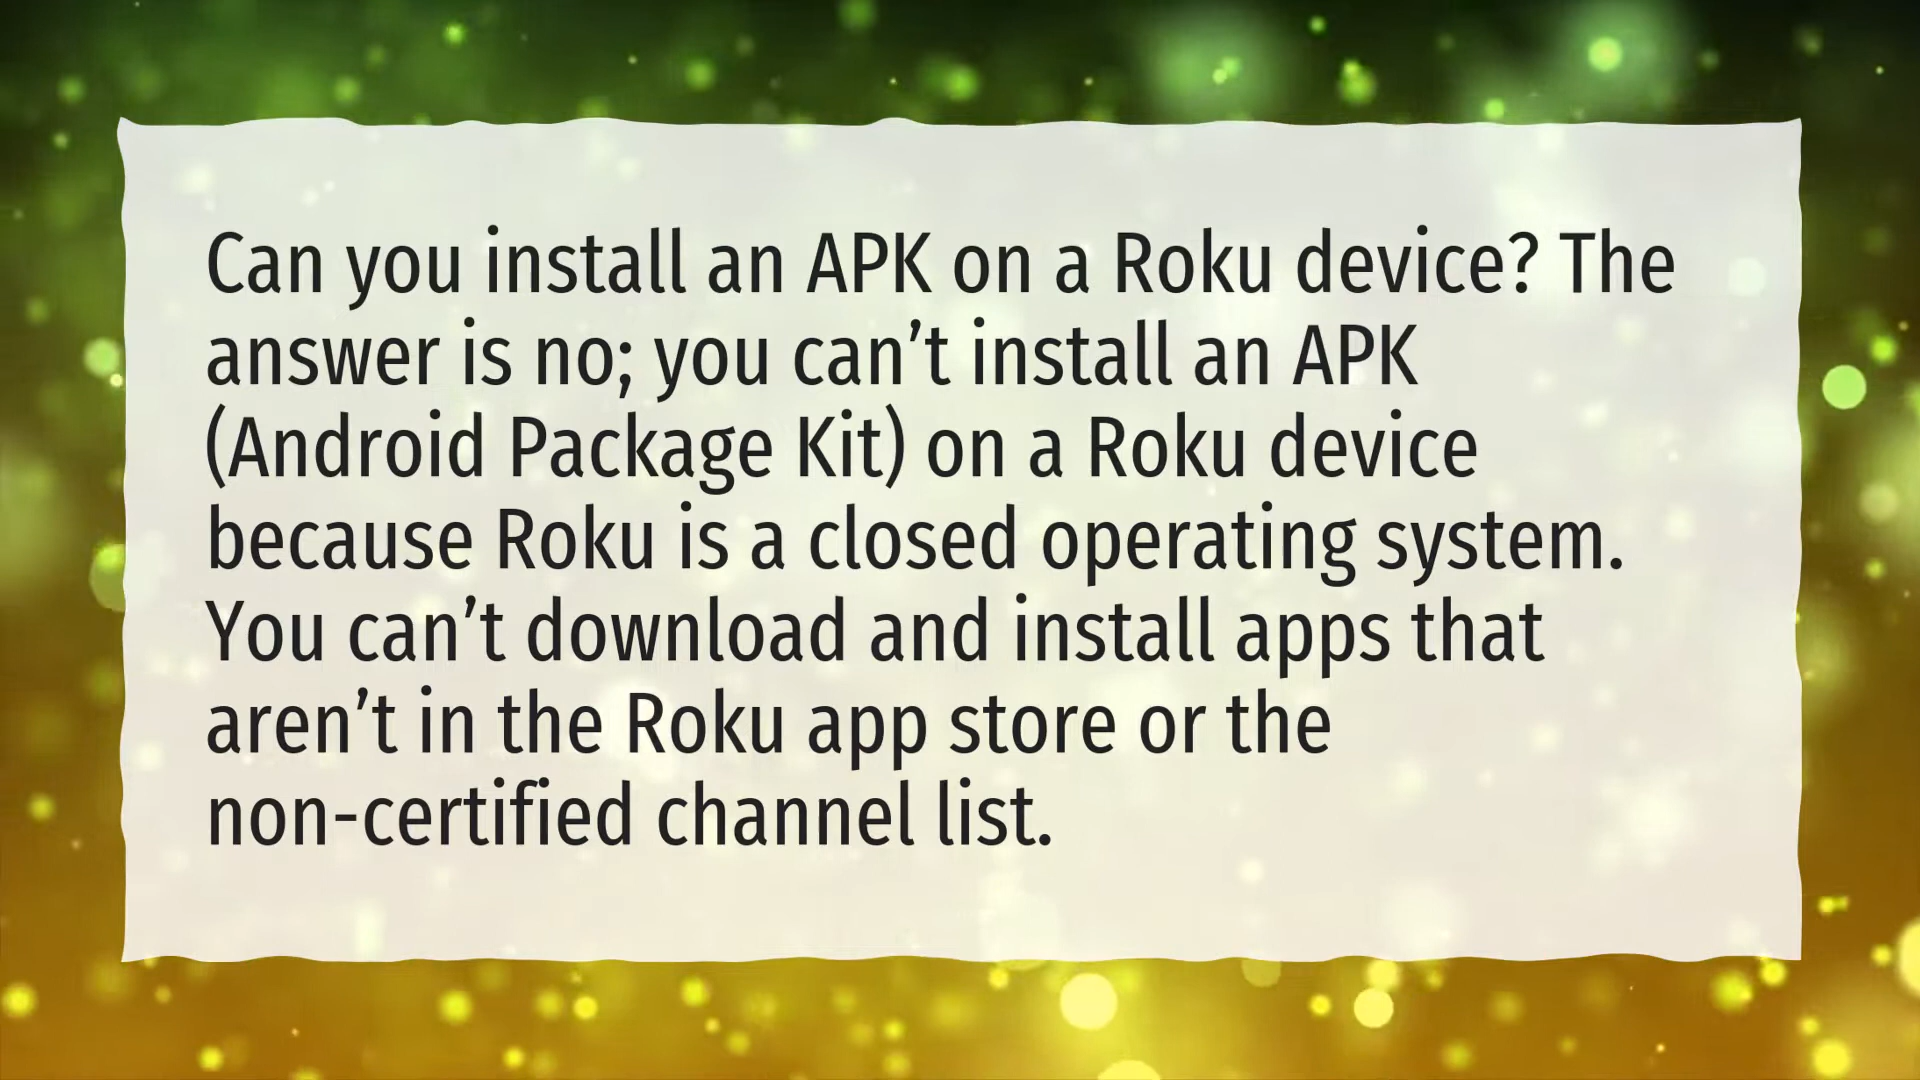 Can you install an APK on a Roku device? The
answer is no; you can’t install an APK
(Android Package Kit) on a Roku device
because Roku is a closed operating system.
You can’t download and install apps that
aren’t in the Roku app store or the
non-certified channel list.